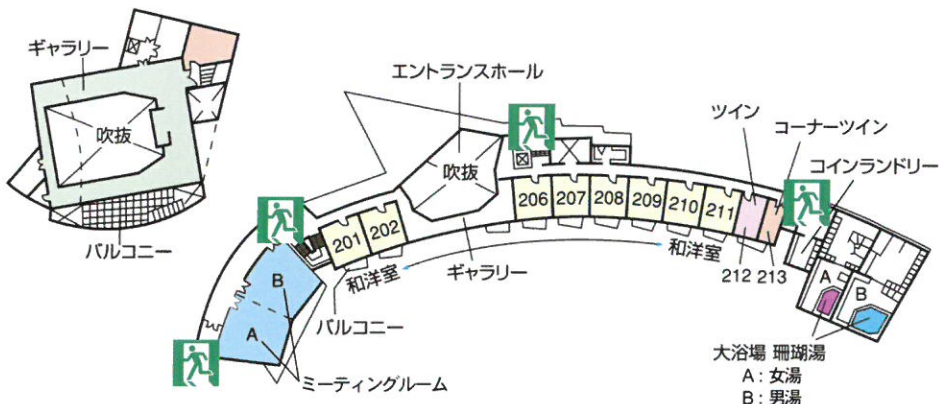 ギャラリー
吹抜
バルコニー
エントランスホール
吹抜
ツイン
コーナーツイン
コインランドリー
201
202
206
207
208
209
210
211
212
213
和洋室
ギャラリー
和洋室
バルコニー
B
A
ミーティングルーム
A
B
大浴場 珊瑚湯
A : 女湯
B : 男湯